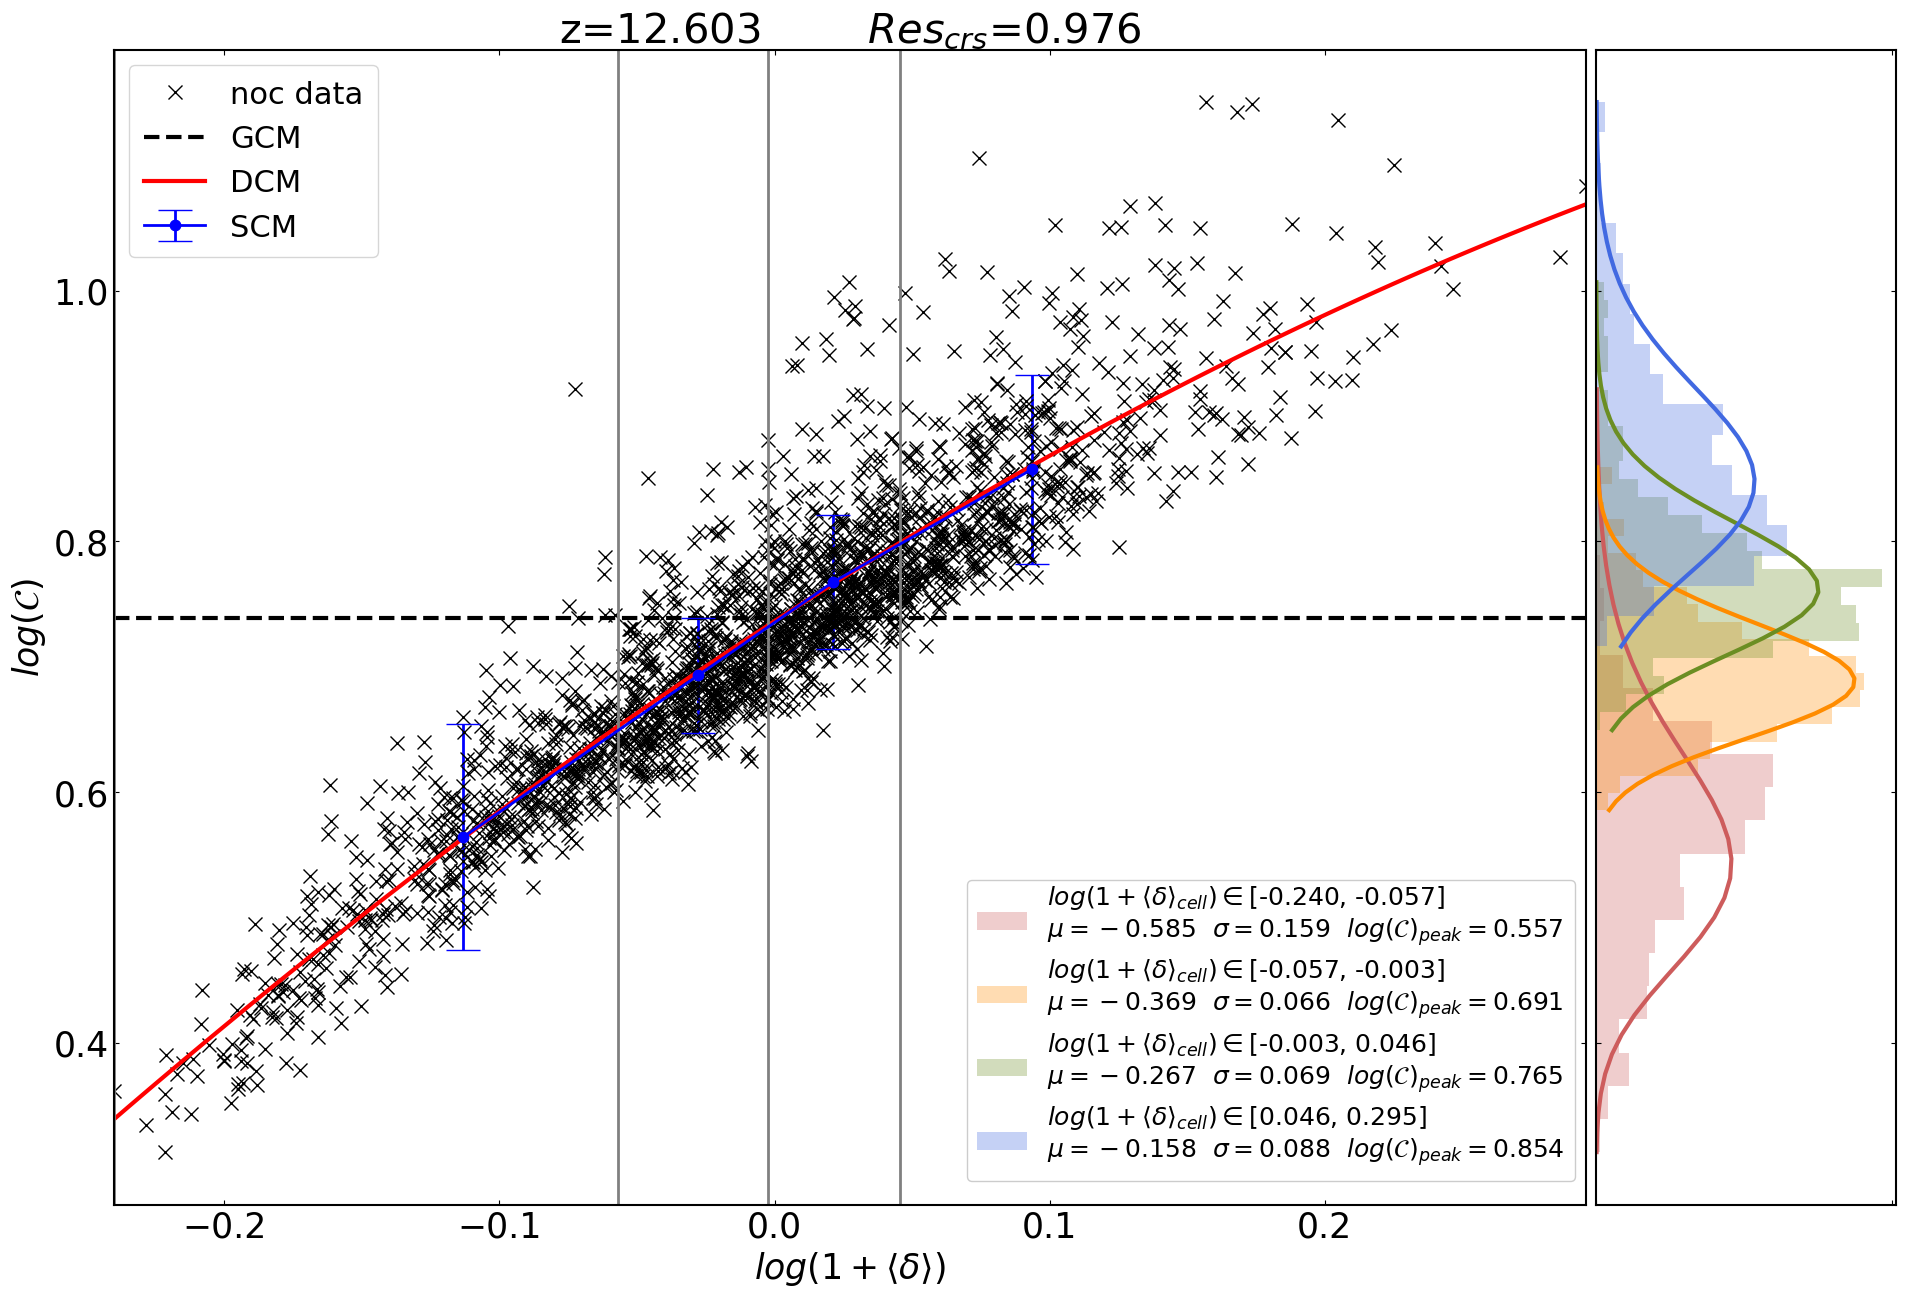 z=12.603 Res_crs=0.976
noc data
GCM
DCM
SCM
log(𝒞)
1.0
0.8
0.6
0.4
log(1 + ⟨δ⟩_cell) ∈ [-0.240, -0.057]
μ = −0.585 σ = 0.159 log(𝒞)_peak = 0.557
log(1 + ⟨δ⟩_cell) ∈ [-0.057, -0.003]
μ = −0.369 σ = 0.066 log(𝒞)_peak = 0.691
log(1 + ⟨δ⟩_cell) ∈ [-0.003, 0.046]
μ = −0.267 σ = 0.069 log(𝒞)_peak = 0.765
log(1 + ⟨δ⟩_cell) ∈ [0.046, 0.295]
μ = −0.158 σ = 0.088 log(𝒞)_peak = 0.854
−0.2 −0.1 0.0 0.1 0.2
log(1 + ⟨δ⟩)